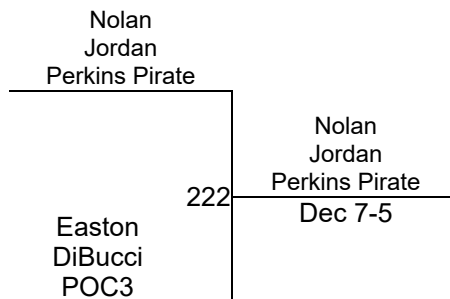 Nolan
Jordan
Perkins Pirate
Nolan
Jordan
Perkins Pirate
222
Dec 7-5
Easton
DiBucci
POC3